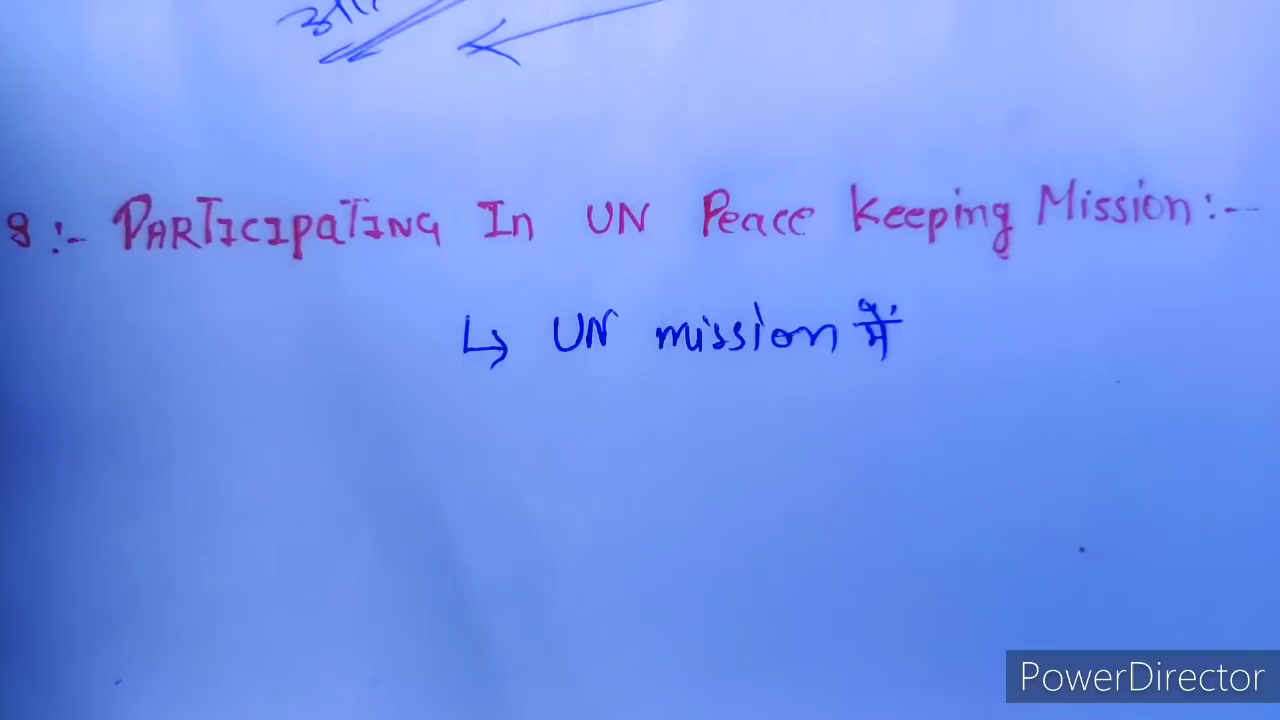 8:- PARTICIPATING In UN Peace Keeping Mission:--
↳ UN mission में
PowerDirector